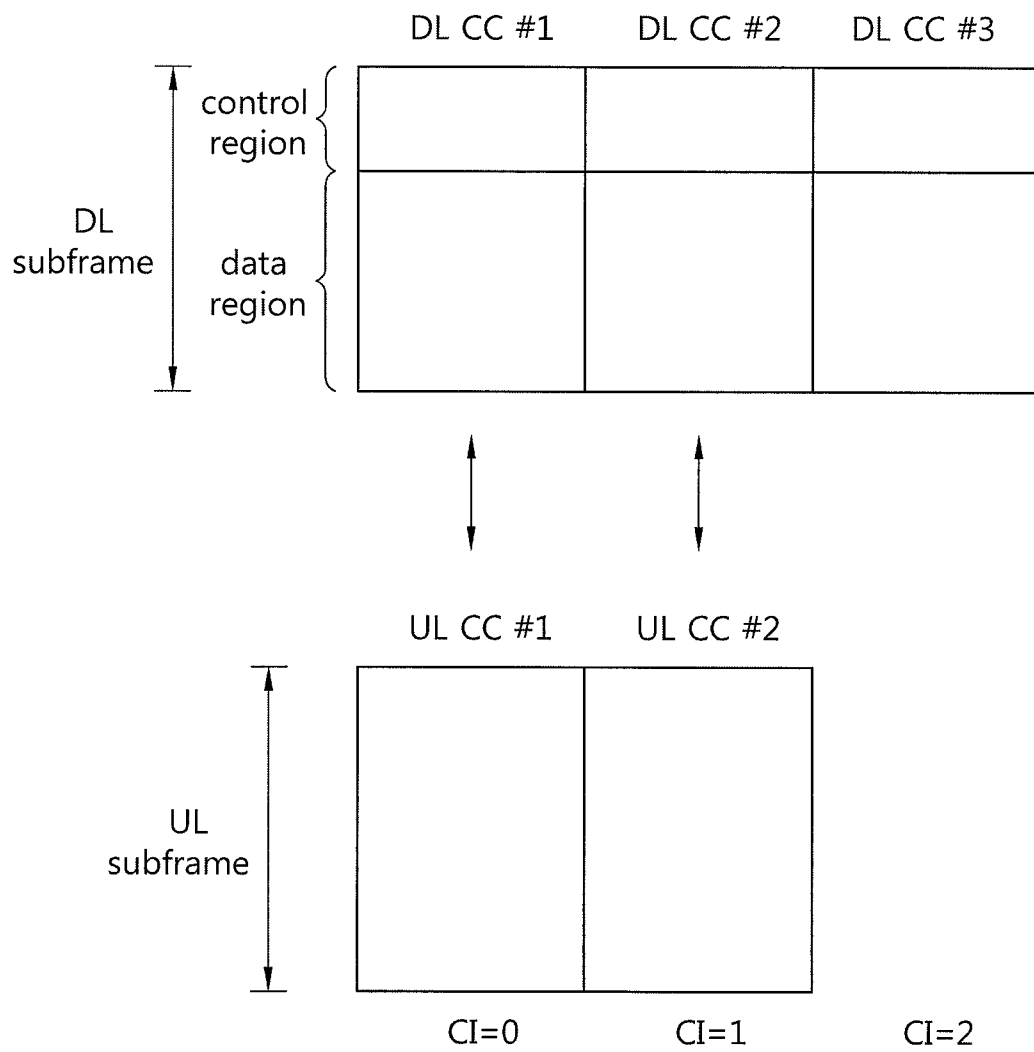 DL CC #1 DL CC #2 DL CC #3
control
region
DL
subframe
data
region
UL CC #1 UL CC #2
UL
subframe
CI=0 CI=1 CI=2